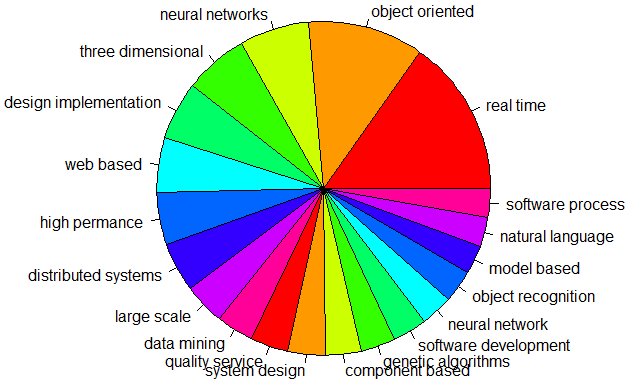 object oriented
neural networks
three dimensional
real time
design implementation
web based
software process
high permance
natural language
distributed systems
model based
object recognition
large scale
neural network
data mining
software development
quality service
genetic algorithms
system design
component based